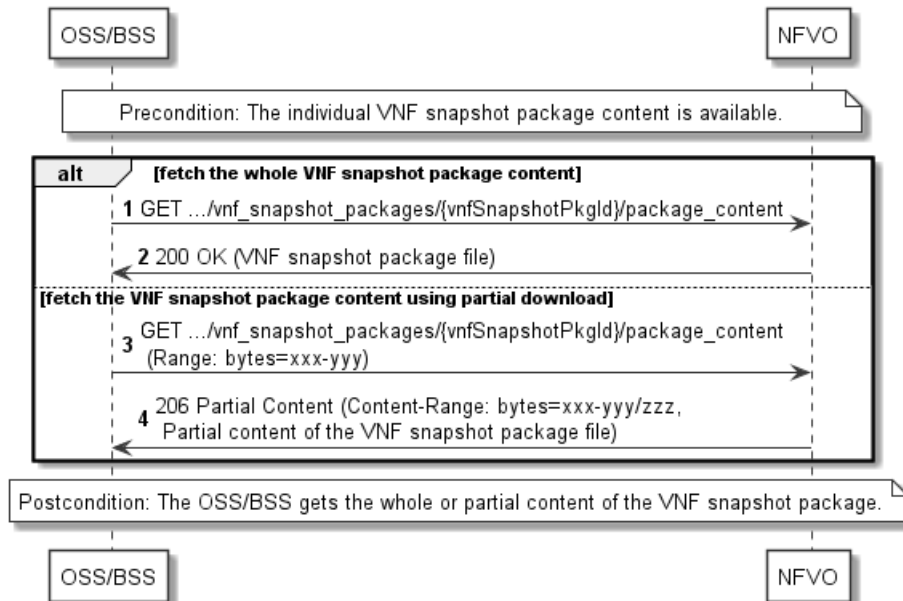 OSS/BSS
NFVO
Precondition: The individual VNF snapshot package content is available.
alt
[fetch the whole VNF snapshot package content]
1 GET .../vnf_snapshot_packages/{vnfSnapshotPkgId}/package_content
2 200 OK (VNF snapshot package file)
[fetch the VNF snapshot package content using partial download]
3 GET .../vnf_snapshot_packages/{vnfSnapshotPkgId}/package_content
(Range: bytes=xxx-yyy)
4 206 Partial Content (Content-Range: bytes=xxx-yyy/zzz,
Partial content of the VNF snapshot package file)
Postcondition: The OSS/BSS gets the whole or partial content of the VNF snapshot package.
OSS/BSS
NFVO